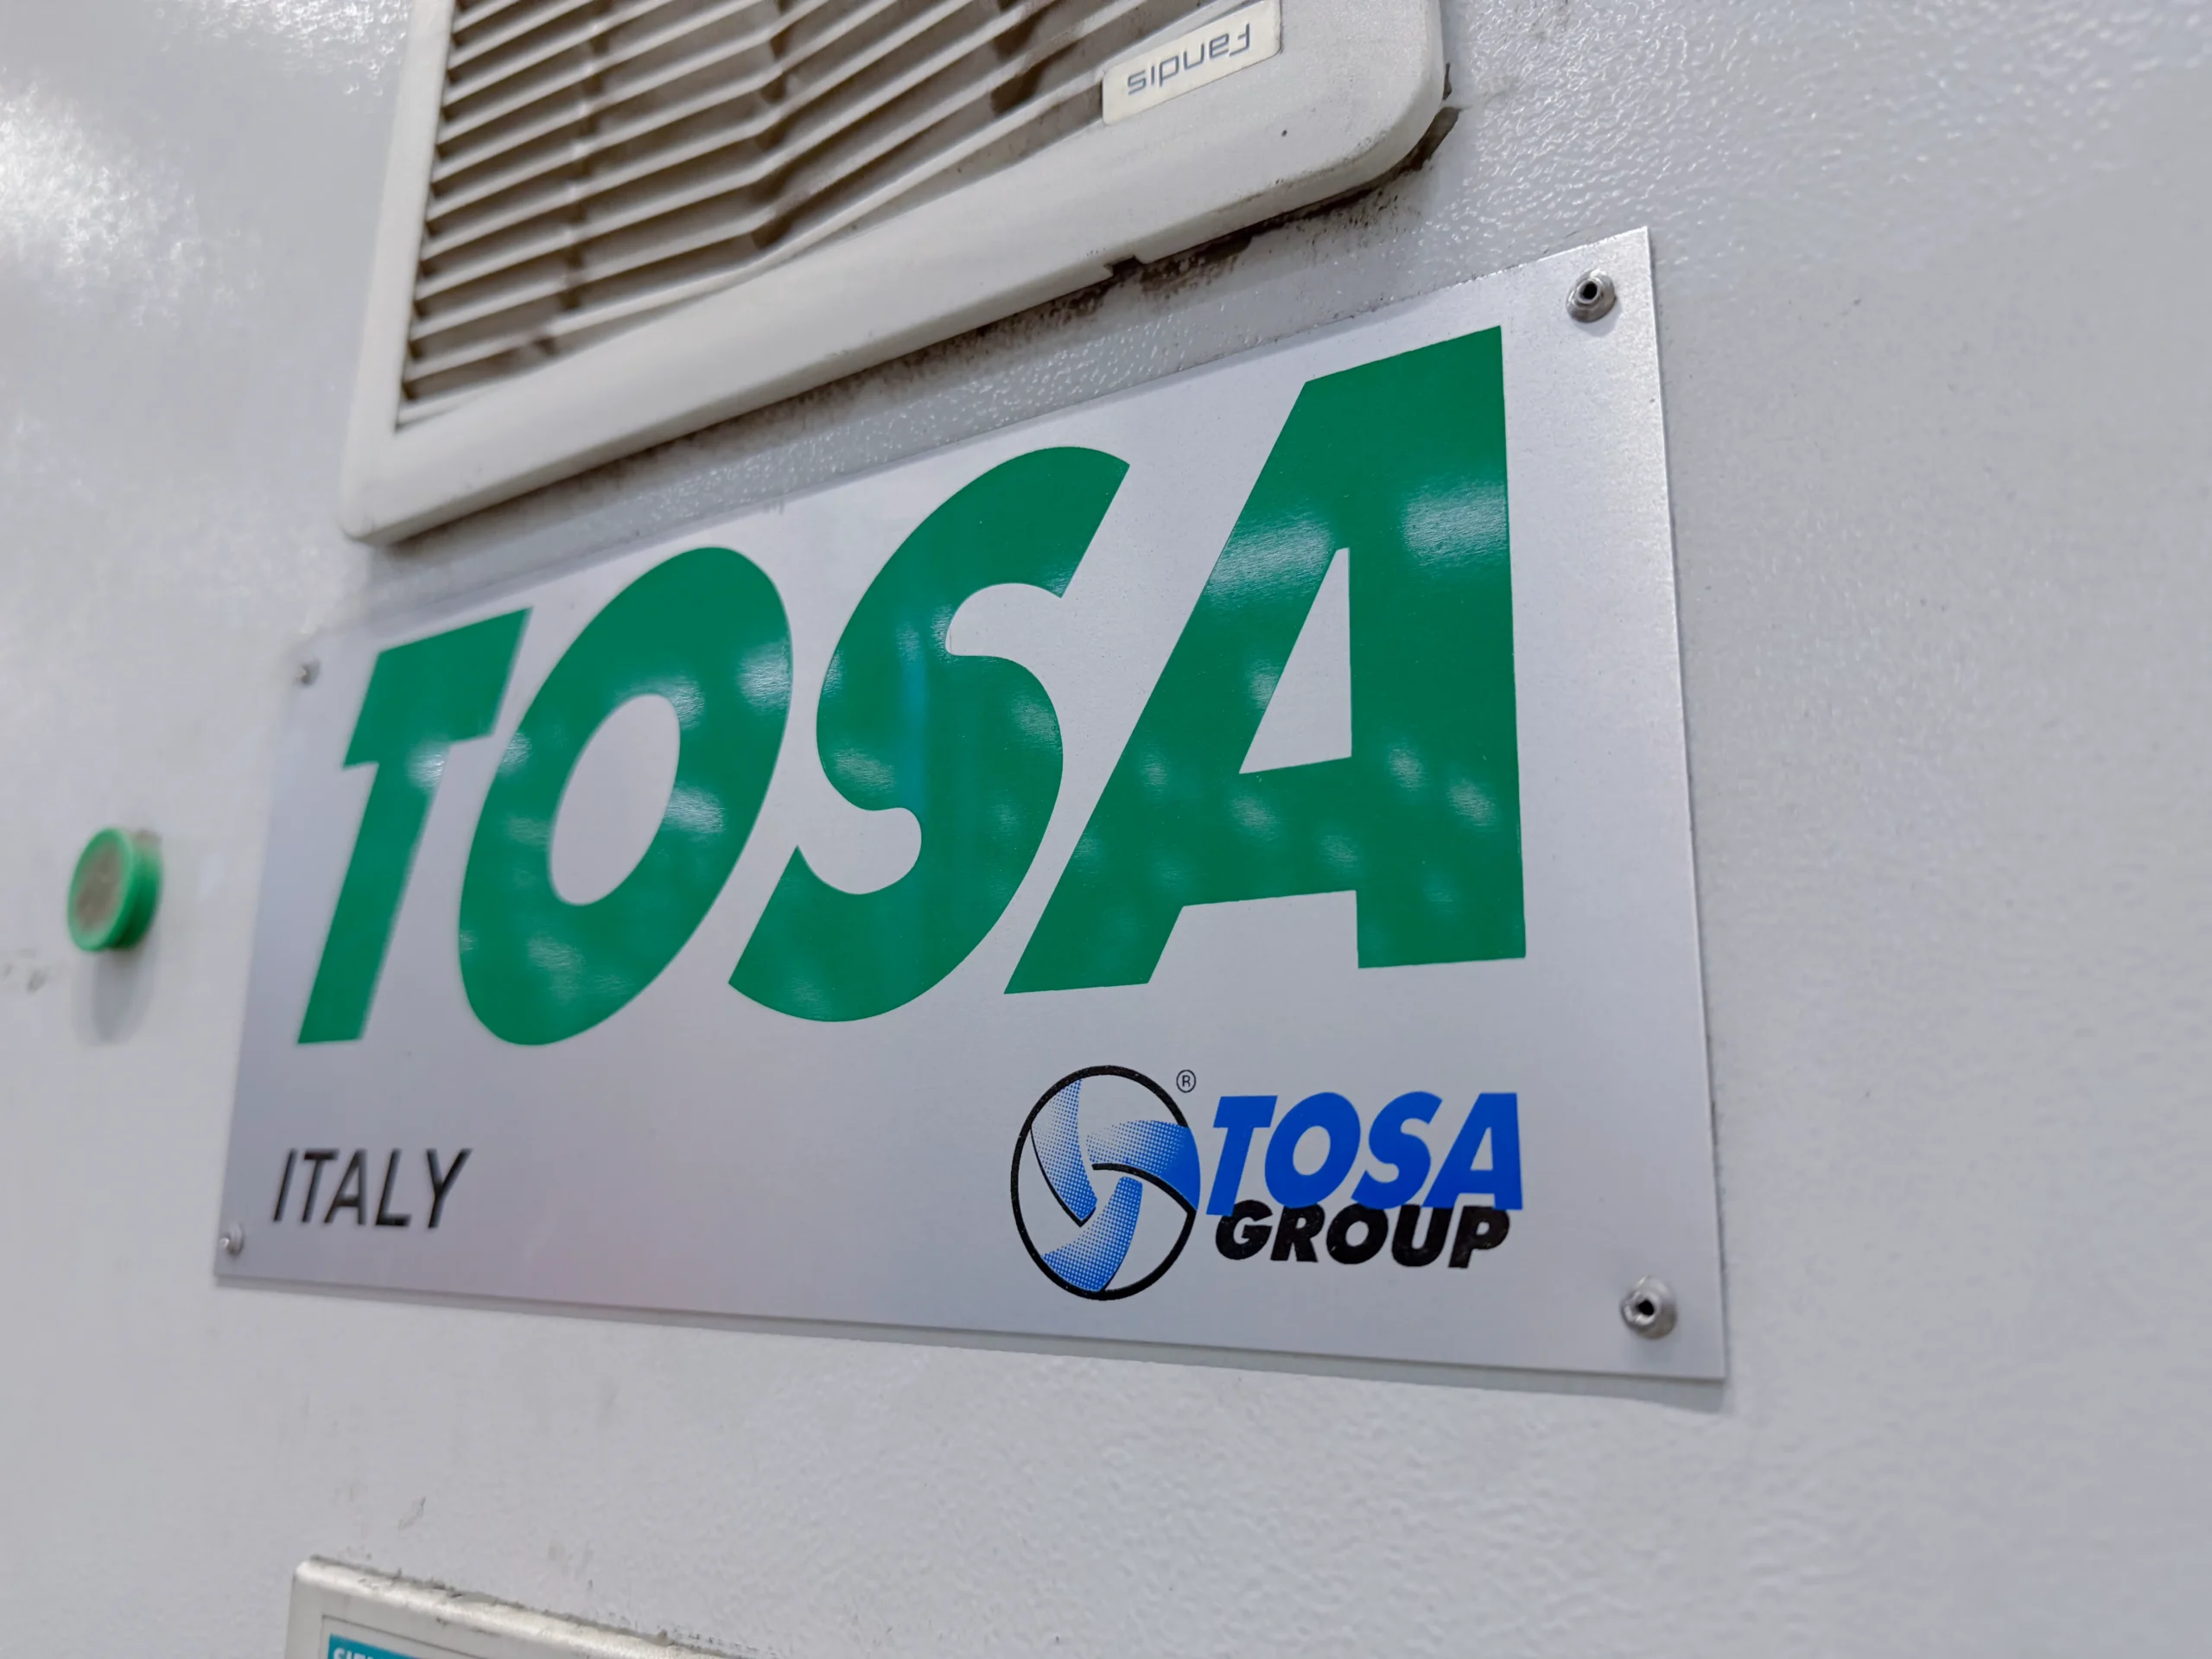 fandis
TOSA
ITALY
®
TOSA
GROUP